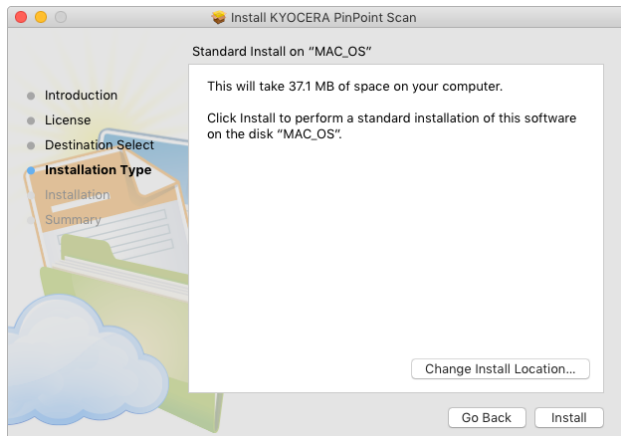 Install KYOCERA PinPoint Scan
Standard Install on “MAC_OS”
Introduction
License
Destination Select
Installation Type
Installation
Summary
This will take 37.1 MB of space on your computer.
Click Install to perform a standard installation of this software
on the disk “MAC_OS”.
Change Install Location...
Go Back
Install